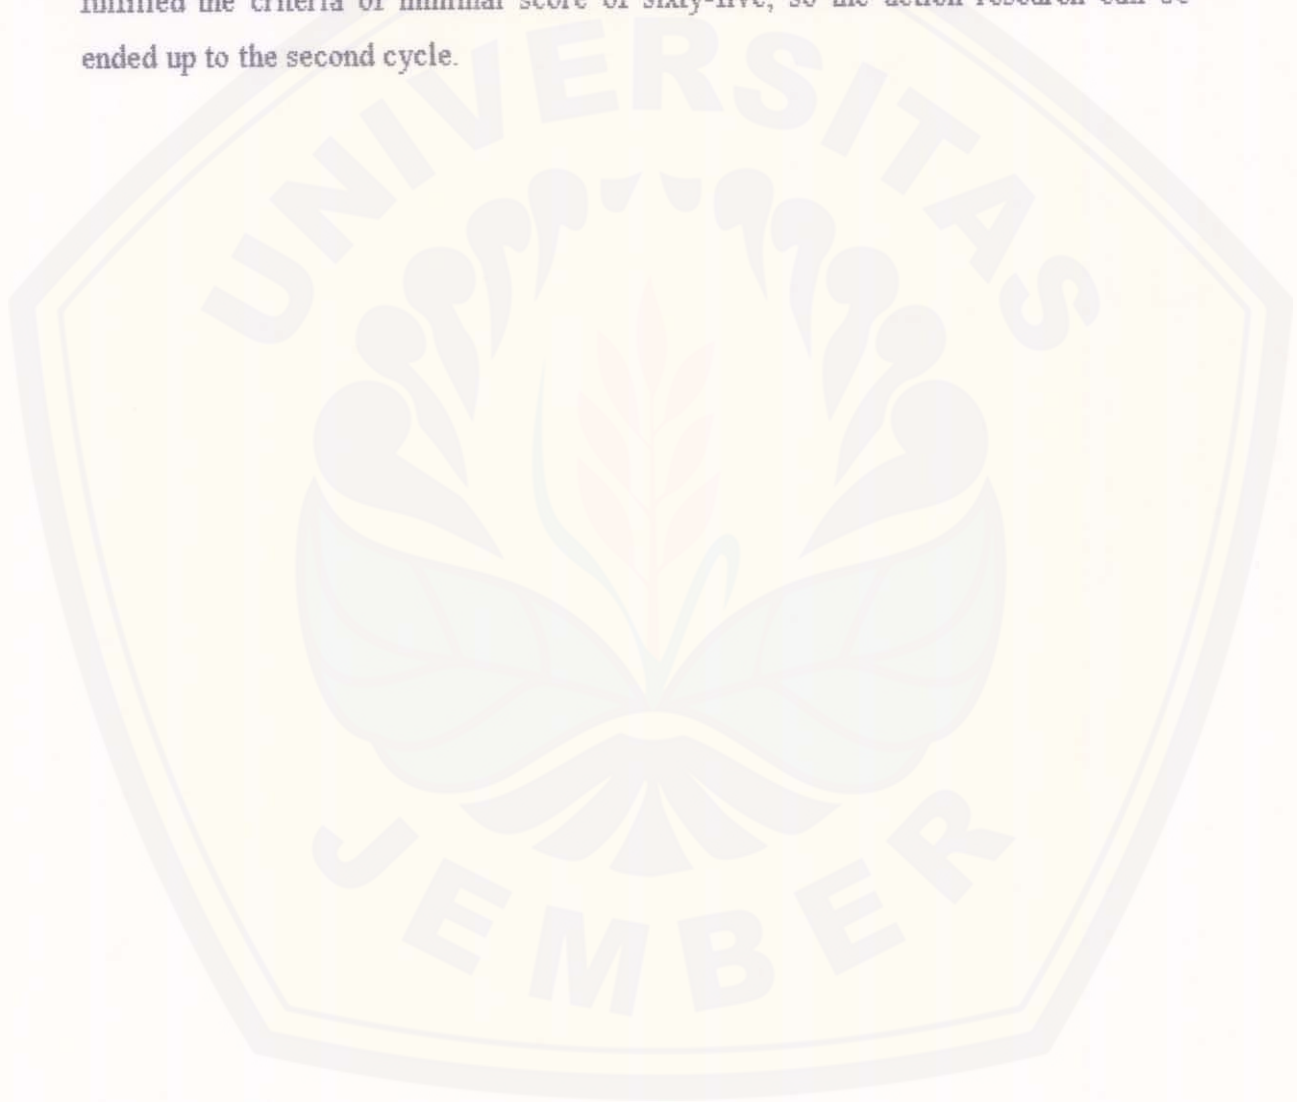 fulfilled the criteria of minimal score of sixty-five, so the action research can be
ended up to the second cycle.
UNIVERSITAS
JEMBER